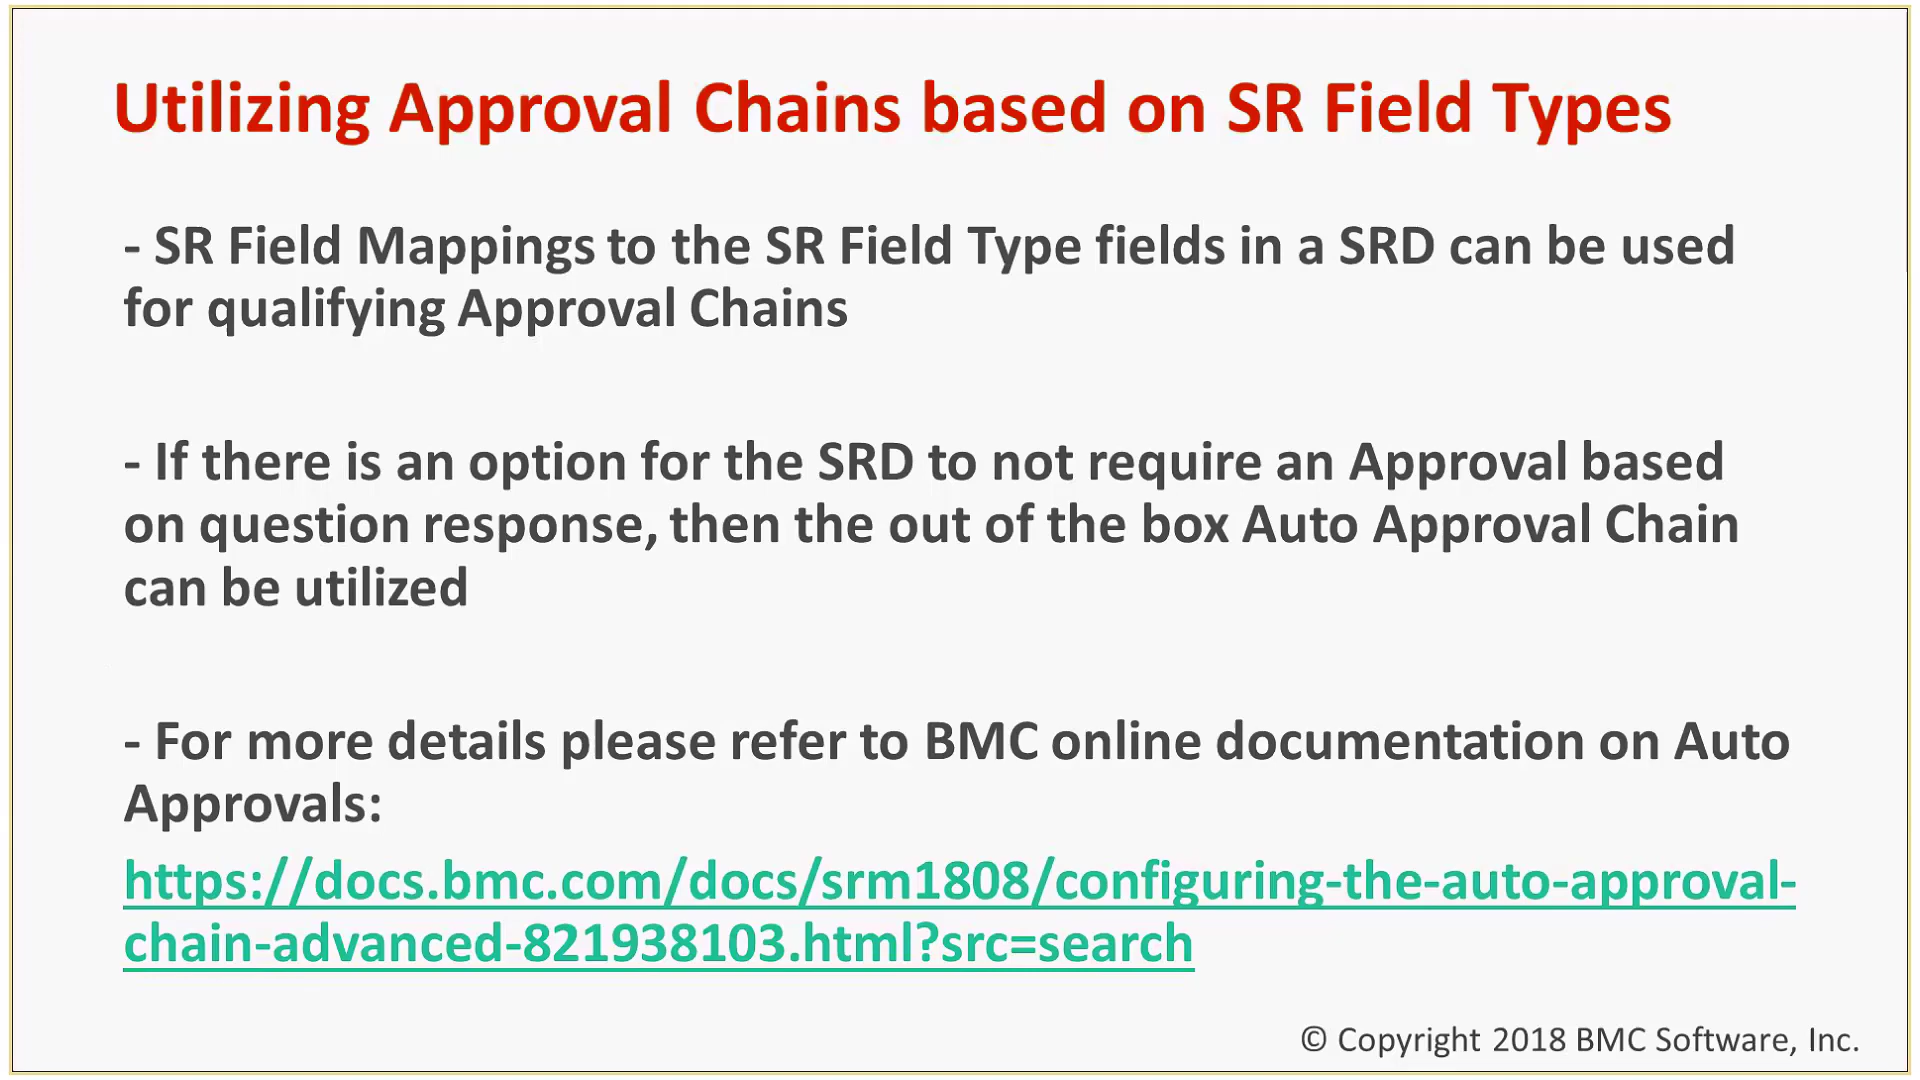 Utilizing Approval Chains based on SR Field Types
- SR Field Mappings to the SR Field Type fields in a SRD can be used
for qualifying Approval Chains
- If there is an option for the SRD to not require an Approval based
on question response, then the out of the box Auto Approval Chain
can be utilized
- For more details please refer to BMC online documentation on Auto
Approvals:
https://docs.bmc.com/docs/srm1808/configuring-the-auto-approval-
chain-advanced-821938103.html?src=search
© Copyright 2018 BMC Software, Inc.